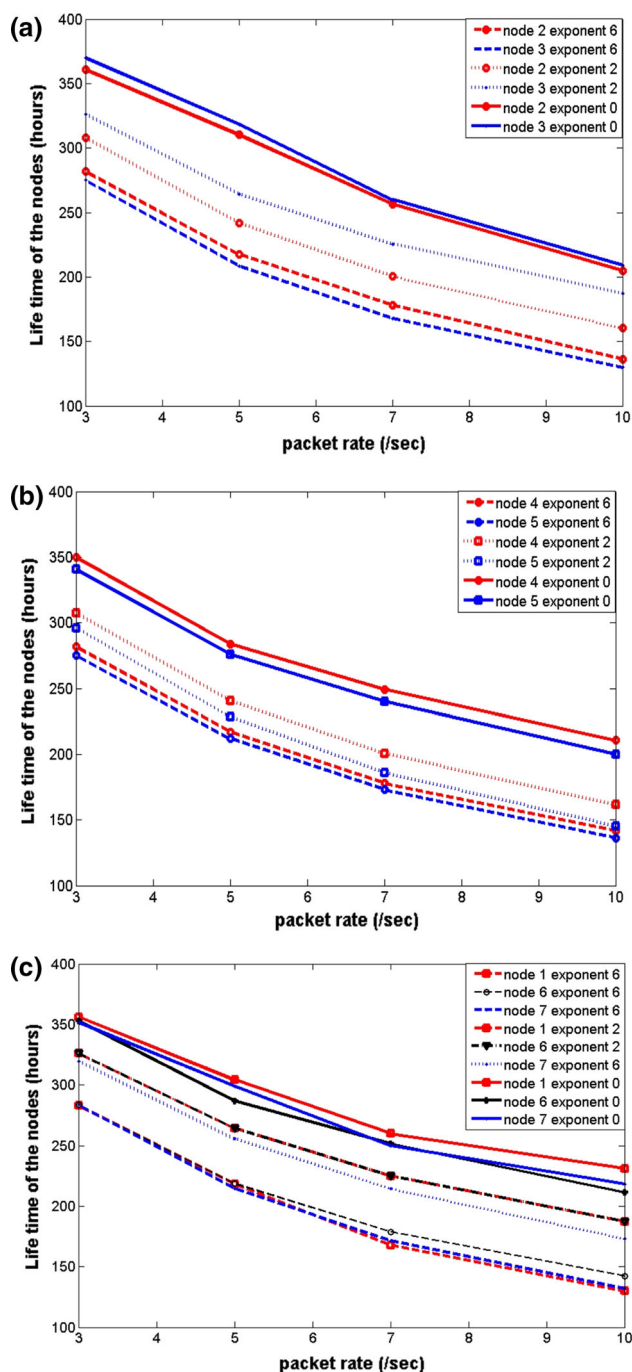 (a)
400
350
300
250
200
150
100
3 4 5 6 7 8 9 10
Life time of the nodes (hours)
packet rate (/sec)
node 2 exponent 6
node 3 exponent 6
node 2 exponent 2
node 3 exponent 2
node 2 exponent 0
node 3 exponent 0
(b)
400
350
300
250
200
150
100
3 4 5 6 7 8 9 10
Life time of the nodes (hours)
packet rate (/sec)
node 4 exponent 6
node 5 exponent 6
node 4 exponent 2
node 5 exponent 2
node 4 exponent 0
node 5 exponent 0
(c)
400
350
300
250
200
150
100
3 4 5 6 7 8 9 10
Life time of the nodes (hours)
packet rate (/sec)
node 1 exponent 6
node 6 exponent 6
node 7 exponent 6
node 1 exponent 2
node 6 exponent 2
node 7 exponent 6
node 1 exponent 0
node 6 exponent 0
node 7 exponent 0